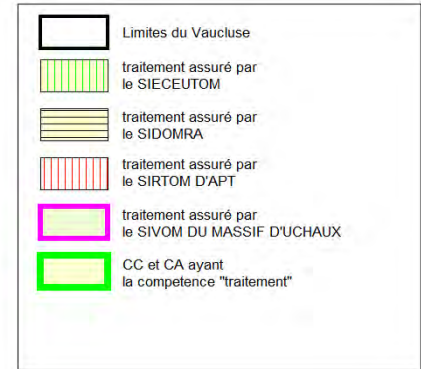 Limites du Vaucluse
traitement assuré par
le SIECEUTOM
traitement assuré par
le SIDOMRA
traitement assuré par
le SIRTOM D'APT
traitement assuré par
le SIVOM DU MASSIF D'UCHAUX
CC et CA ayant
la competence "traitement"